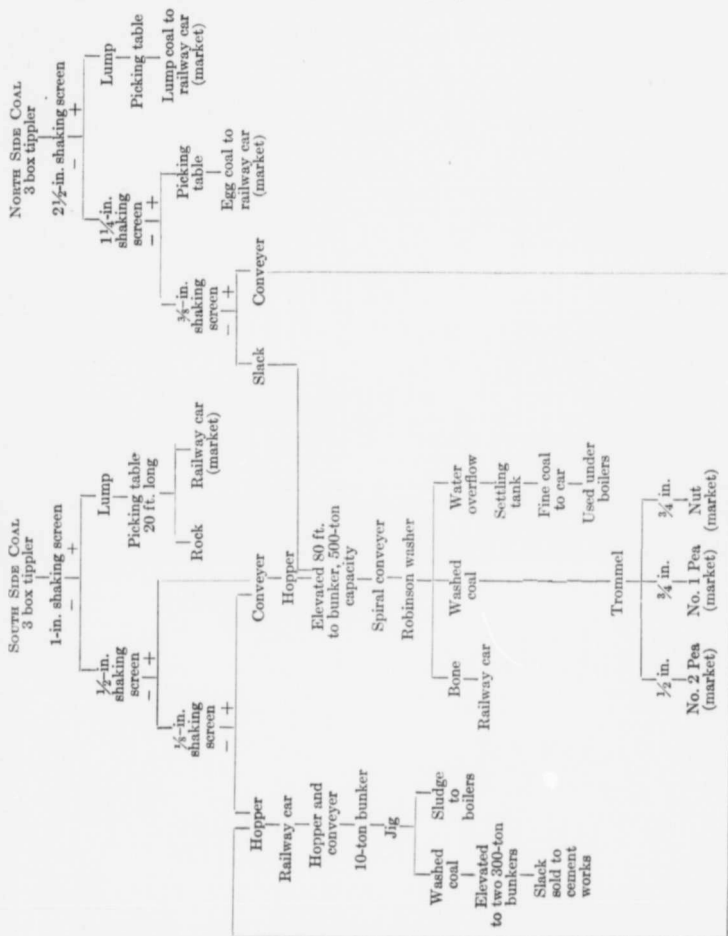 SOUTH SIDE COAL
3 box tippler
1-in. shaking screen
− +
½-in.
shaking
screen
− +
⅛-in.
shaking
screen
− +
Lump
Picking table
20 ft. long
Rock
Railway car
(market)
Hopper
Railway car
Hopper and
conveyer
10-ton bunker
Jig
Washed
coal
Elevated
to two 300-ton
bunkers
Slack
sold to
cement
works
Sludge
to
boilers
Conveyer
Hopper
Elevated 80 ft.
to bunker, 500-ton
capacity
Spiral conveyer
Robinson washer
Bone
Railway car
Washed
coal
Water
overflow
Settling
tank
Fine coal
to car
Used under
boilers
Trommel
½ in.
No. 2 Pea
(market)
¾ in.
No. 1 Pea
(market)
¾ in.
Nut
(market)
NORTH SIDE COAL
3 box tippler
2½-in. shaking screen
− +
1¼-in.
shaking
screen
− +
⅜-in.
shaking
screen
− +
Slack
Conveyer
Picking
table
Egg coal to
railway car
(market)
Lump
Picking table
Lump coal to
railway car
(market)